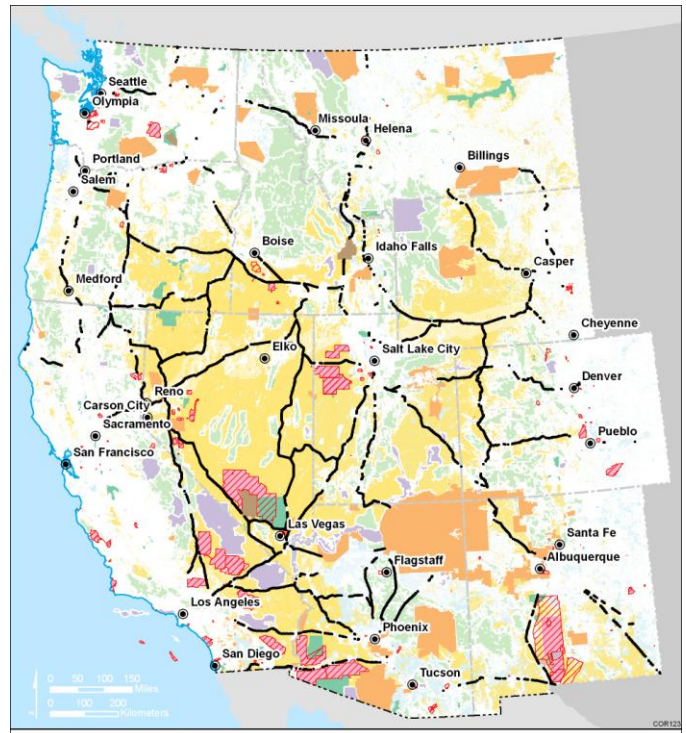 Seattle
Olympia
Missoula
Helena
Portland
Billings
Salem
Boise
Idaho Falls
Casper
Medford
Cheyenne
Elko
Salt Lake City
Denver
Reno
Carson City
Sacramento
Pueblo
San Francisco
Las Vegas
Santa Fe
Flagstaff
Albuquerque
Los Angeles
Phoenix
San Diego
Tucson
0 50 100 150
Miles
0 100 200
Kilometers
COR123